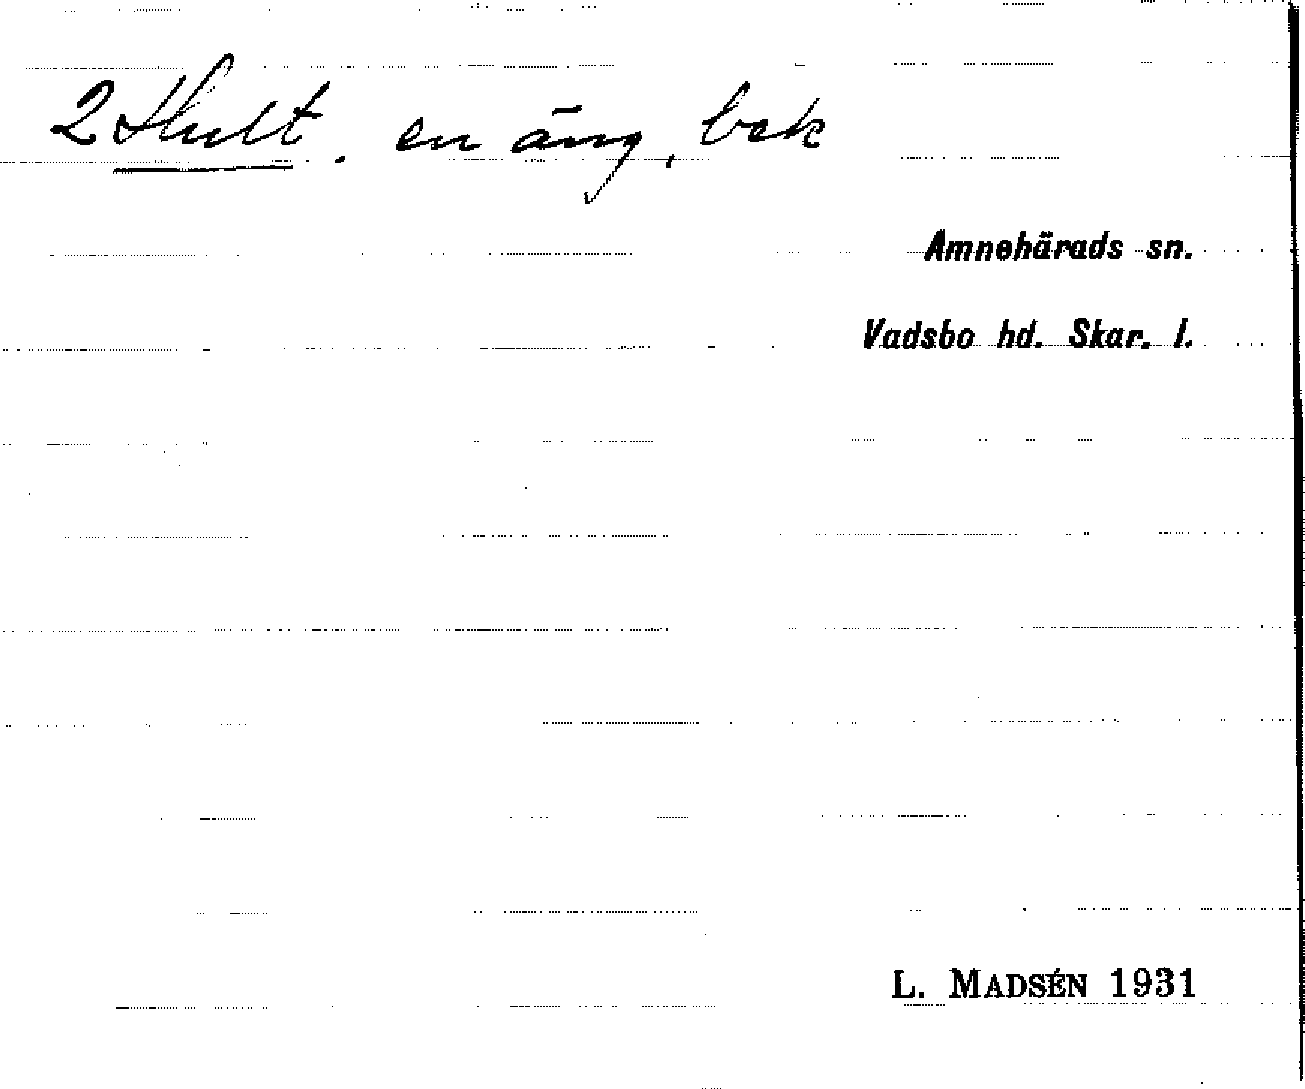 2 Hult. en äng, bek
Amnehärads sn.
Vadsbo hd. Skar. l.
L. MADSÉN 1931